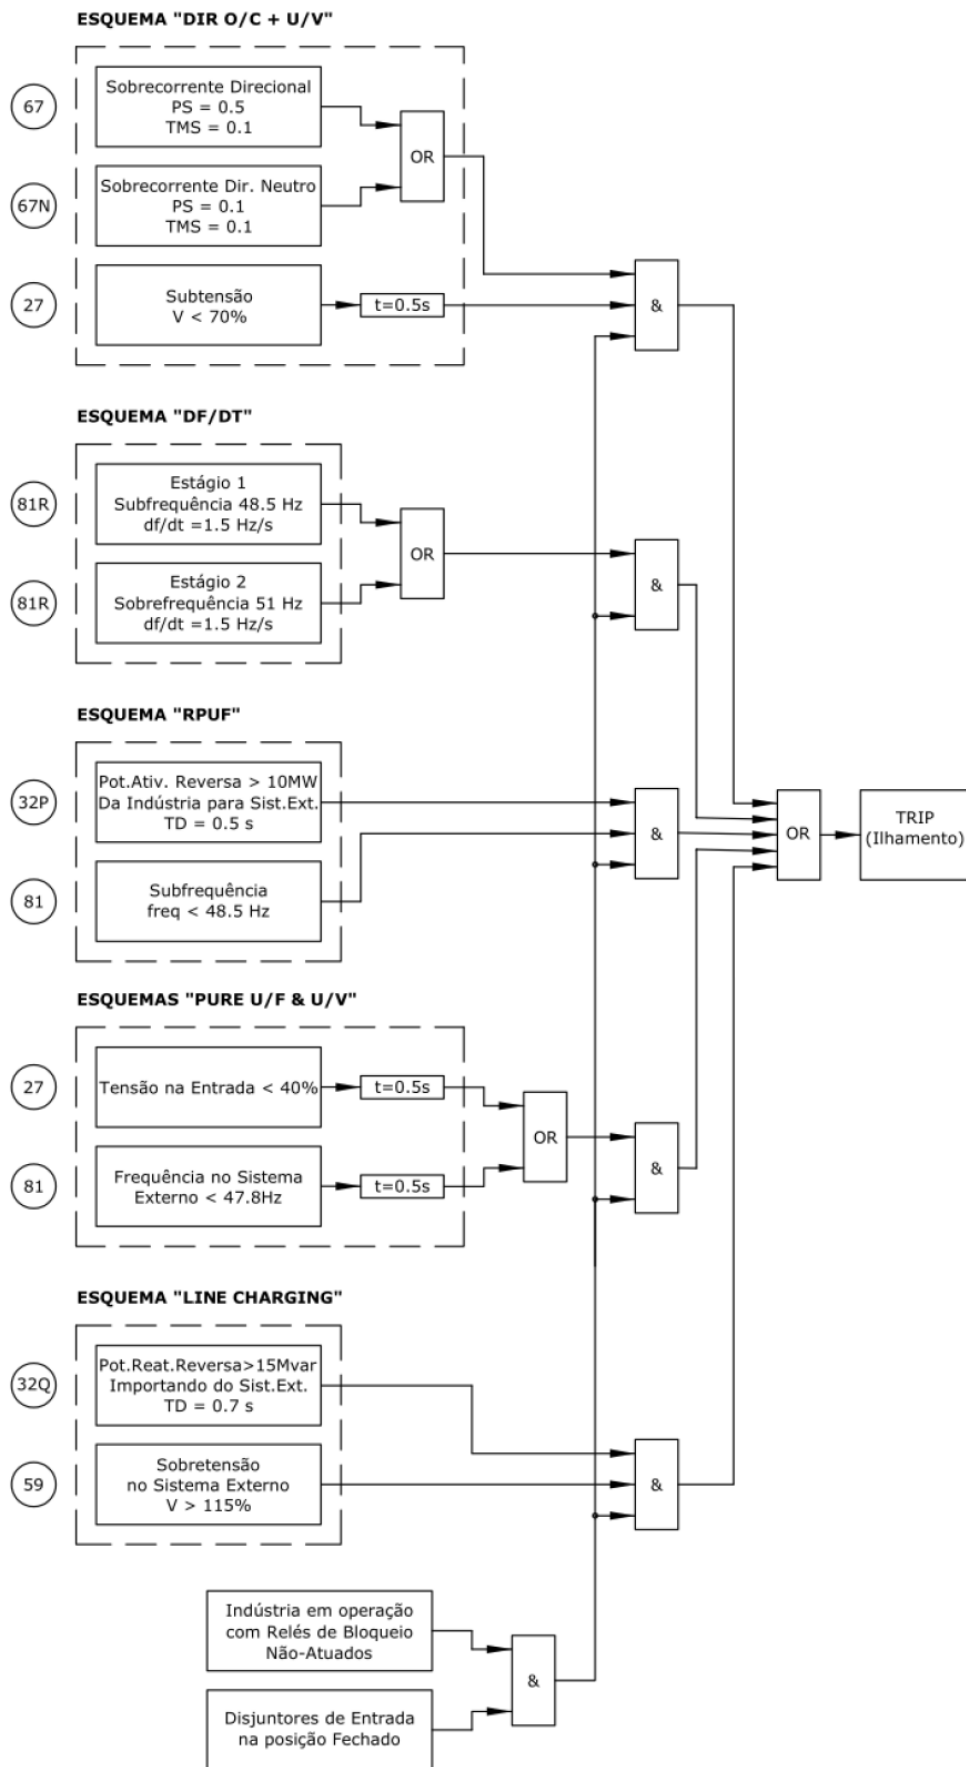 ESQUEMA "DIR O/C + U/V"
67
Sobrecorrente Direcional
PS = 0.5
TMS = 0.1
OR
67N
Sobrecorrente Dir. Neutro
PS = 0.1
TMS = 0.1
27
Subtensão
V < 70%
t=0.5s
&
ESQUEMA "DF/DT"
81R
Estágio 1
Subfrequência 48.5 Hz
df/dt =1.5 Hz/s
OR
&
81R
Estágio 2
Sobrefrequência 51 Hz
df/dt =1.5 Hz/s
ESQUEMA "RPUF"
32P
Pot.Ativ. Reversa > 10MW
Da Indústria para Sist.Ext.
TD = 0.5 s
&
OR
TRIP
(Ilhamento)
81
Subfrequência
freq < 48.5 Hz
ESQUEMAS "PURE U/F & U/V"
27
Tensão na Entrada < 40%
t=0.5s
OR
&
81
Frequência no Sistema
Externo < 47.8Hz
t=0.5s
ESQUEMA "LINE CHARGING"
32Q
Pot.Reat.Reversa>15Mvar
Importando do Sist.Ext.
TD = 0.7 s
59
Sobretensão
no Sistema Externo
V > 115%
&
Indústria em operação
com Relés de Bloqueio
Não-Atuados
&
Disjuntores de Entrada
na posição Fechado